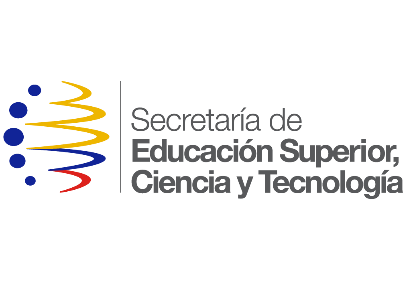 Secretaría de
Educación Superior,
Ciencia y Tecnología